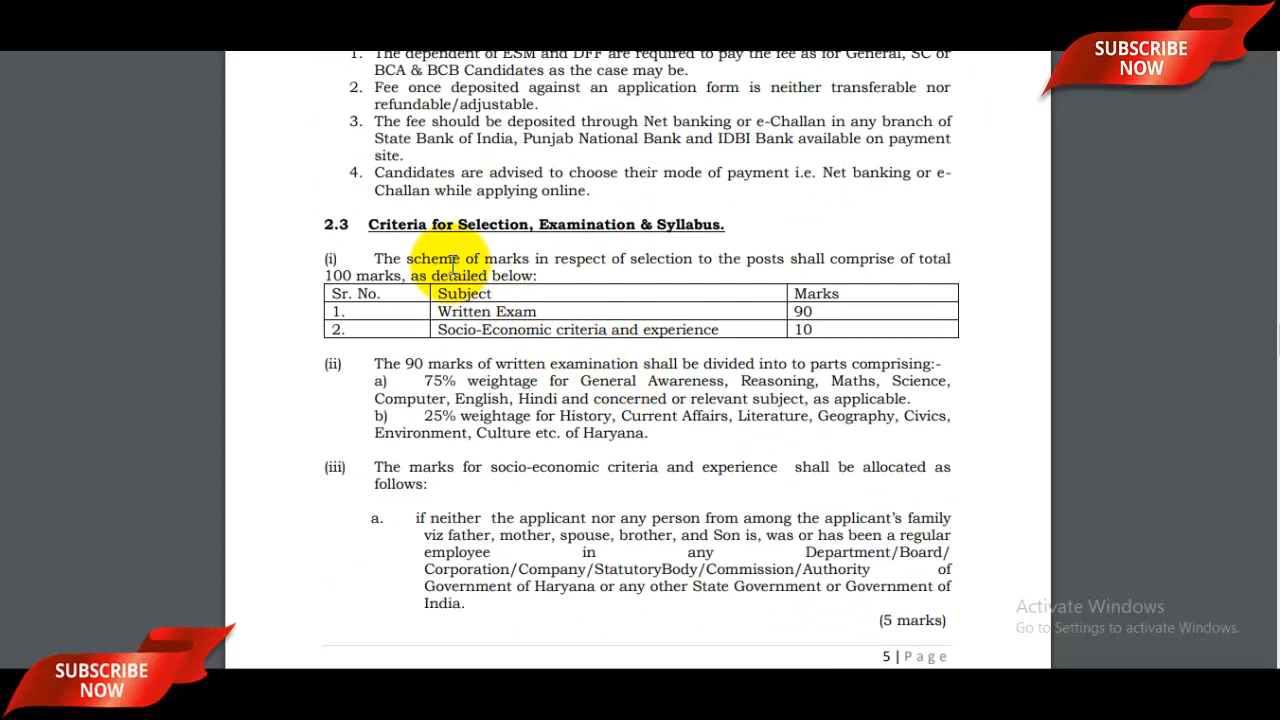 SUBSCRIBE
NOW
1. The dependent of ESM and DFF are required to pay the fee as for General, SC or
BCA & BCB Candidates as the case may be.
2. Fee once deposited against an application form is neither transferable nor
refundable/adjustable.
3. The fee should be deposited through Net banking or e-Challan in any branch of
State Bank of India, Punjab National Bank and IDBI Bank available on payment
site.
4. Candidates are advised to choose their mode of payment i.e. Net banking or e-
Challan while applying online.
2.3 Criteria for Selection, Examination & Syllabus.
(i) The scheme of marks in respect of selection to the posts shall comprise of total
100 marks, as detailed below:
Sr. No. Subject Marks
1. Written Exam 90
2. Socio-Economic criteria and experience 10
(ii) The 90 marks of written examination shall be divided into to parts comprising:-
a) 75% weightage for General Awareness, Reasoning, Maths, Science,
Computer, English, Hindi and concerned or relevant subject, as applicable.
b) 25% weightage for History, Current Affairs, Literature, Geography, Civics,
Environment, Culture etc. of Haryana.
(iii) The marks for socio-economic criteria and experience shall be allocated as
follows:
a. if neither the applicant nor any person from among the applicant's family
viz father, mother, spouse, brother, and Son is, was or has been a regular
employee in any Department/Board/
Corporation/Company/StatutoryBody/Commission/Authority of
Government of Haryana or any other State Government or Government of
India.
(5 marks)
5 | Page
Activate Windows
Go to Settings to activate Windows.
SUBSCRIBE
NOW